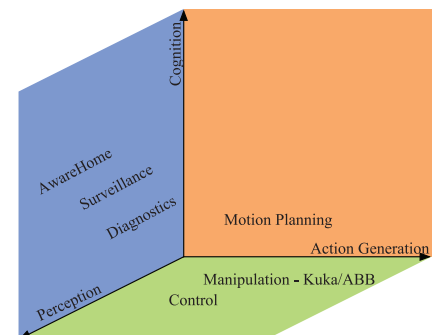 Cognition
AwareHome
Surveillance
Diagnostics
Motion Planning
Action Generation
Manipulation - Kuka/ABB
Perception
Control